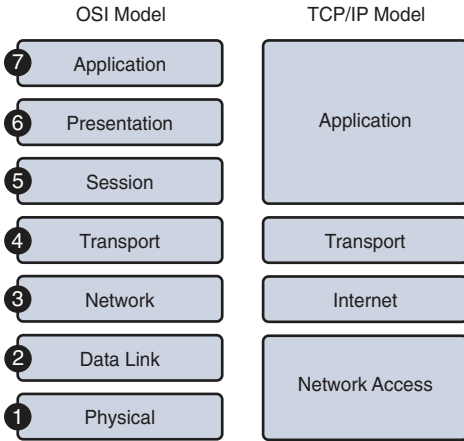 OSI Model
TCP/IP Model
7 Application
6 Presentation
5 Session
4 Transport
3 Network
2 Data Link
1 Physical
Application
Transport
Internet
Network Access